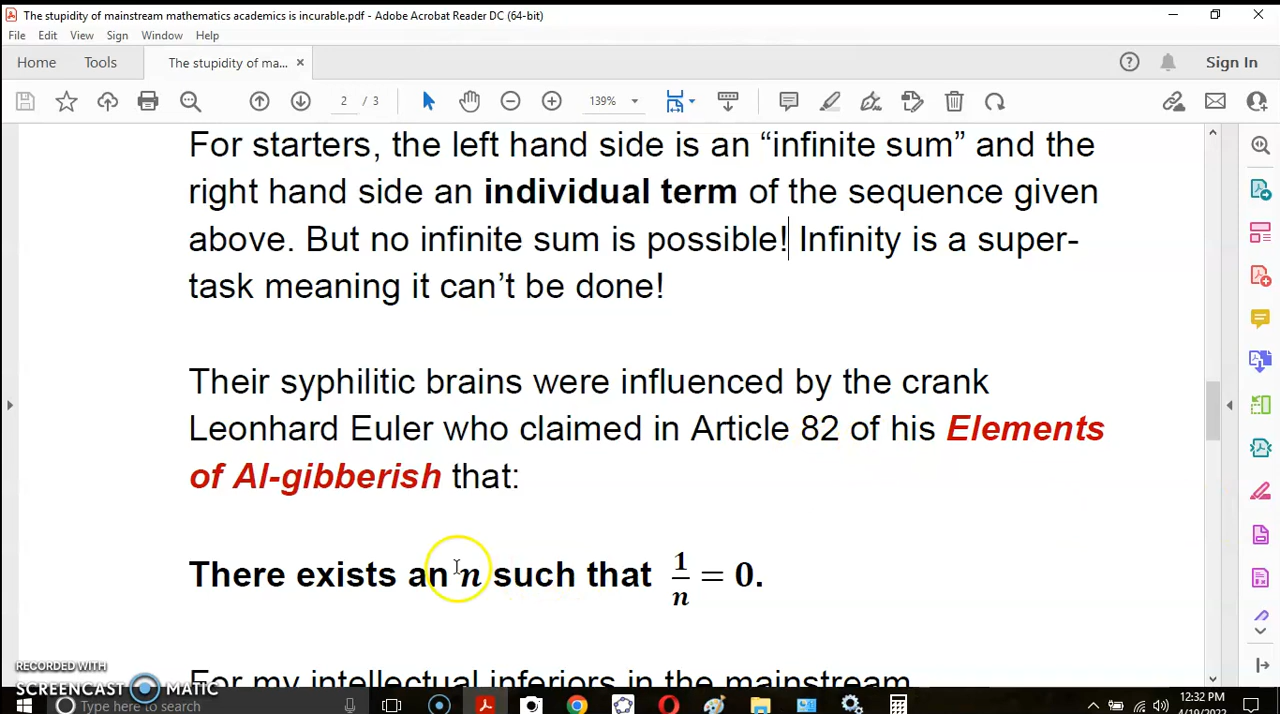 The stupidity of mainstream mathematics academics is incurable.pdf - Adobe Acrobat Reader DC (64-bit)
File Edit View Sign Window Help
Home Tools The stupidity of ma... × Sign In
2 / 3 139%
For starters, the left hand side is an “infinite sum” and the
right hand side an individual term of the sequence given
above. But no infinite sum is possible! Infinity is a super-
task meaning it can’t be done!
Their syphilitic brains were influenced by the crank
Leonhard Euler who claimed in Article 82 of his Elements
of Al-gibberish that:
There exists an n such that 1/n = 0.
For my intellectual inferiors in the mainstream
RECORDED WITH
SCREENCAST MATIC
Type here to search
12:32 PM
4/19/2022